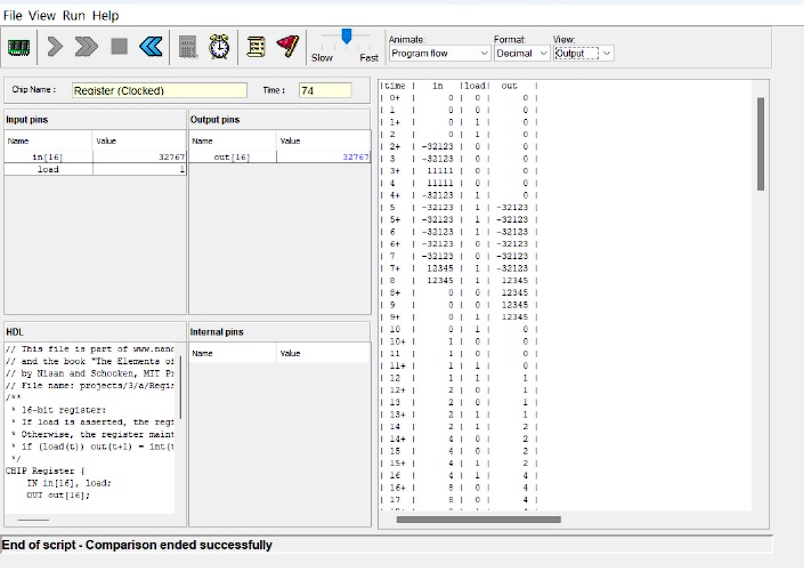 File View Run Help
Slow
Fast
Animate:
Program flow
Format:
Decimal
View:
Output
Chip Name :
Register (Clocked)
Time :
74
Input pins
Name Value
in[16] 32767
load 1
Output pins
Name Value
out[16] 32767
HDL
// This file is part of www.nand
// and the book "The Elements of
// by Nisan and Schocken, MIT Pr
// File name: projects/3/a/Regis
/**
* 16-bit register:
* If load is asserted, the regi
* Otherwise, the register maint
* if (load(t)) out(t+1) = int(t
*/
CHIP Register {
IN in[16], load;
OUT out[16];
Internal pins
Name Value
|time | in |load| out |
| 0+ | 0 | 0 | 0 |
| 1 | 0 | 0 | 0 |
| 1+ | 0 | 1 | 0 |
| 2 | 0 | 1 | 0 |
| 2+ | -32123 | 0 | 0 |
| 3 | -32123 | 0 | 0 |
| 3+ | 11111 | 0 | 0 |
| 4 | 11111 | 0 | 0 |
| 4+ | -32123 | 1 | 0 |
| 5 | -32123 | 1 | -32123 |
| 5+ | -32123 | 1 | -32123 |
| 6 | -32123 | 1 | -32123 |
| 6+ | -32123 | 0 | -32123 |
| 7 | -32123 | 0 | -32123 |
| 7+ | 12345 | 1 | -32123 |
| 8 | 12345 | 1 | 12345 |
| 8+ | 0 | 0 | 12345 |
| 9 | 0 | 0 | 12345 |
| 9+ | 0 | 1 | 12345 |
| 10 | 0 | 1 | 0 |
| 10+ | 1 | 0 | 0 |
| 11 | 1 | 0 | 0 |
| 11+ | 1 | 1 | 0 |
| 12 | 1 | 1 | 1 |
| 12+ | 2 | 0 | 1 |
| 13 | 2 | 0 | 1 |
| 13+ | 2 | 1 | 1 |
| 14 | 2 | 1 | 2 |
| 14+ | 4 | 0 | 2 |
| 15 | 4 | 0 | 2 |
| 15+ | 4 | 1 | 2 |
| 16 | 4 | 1 | 4 |
| 16+ | 8 | 0 | 4 |
| 17 | 8 | 0 | 4 |
End of script - Comparison ended successfully